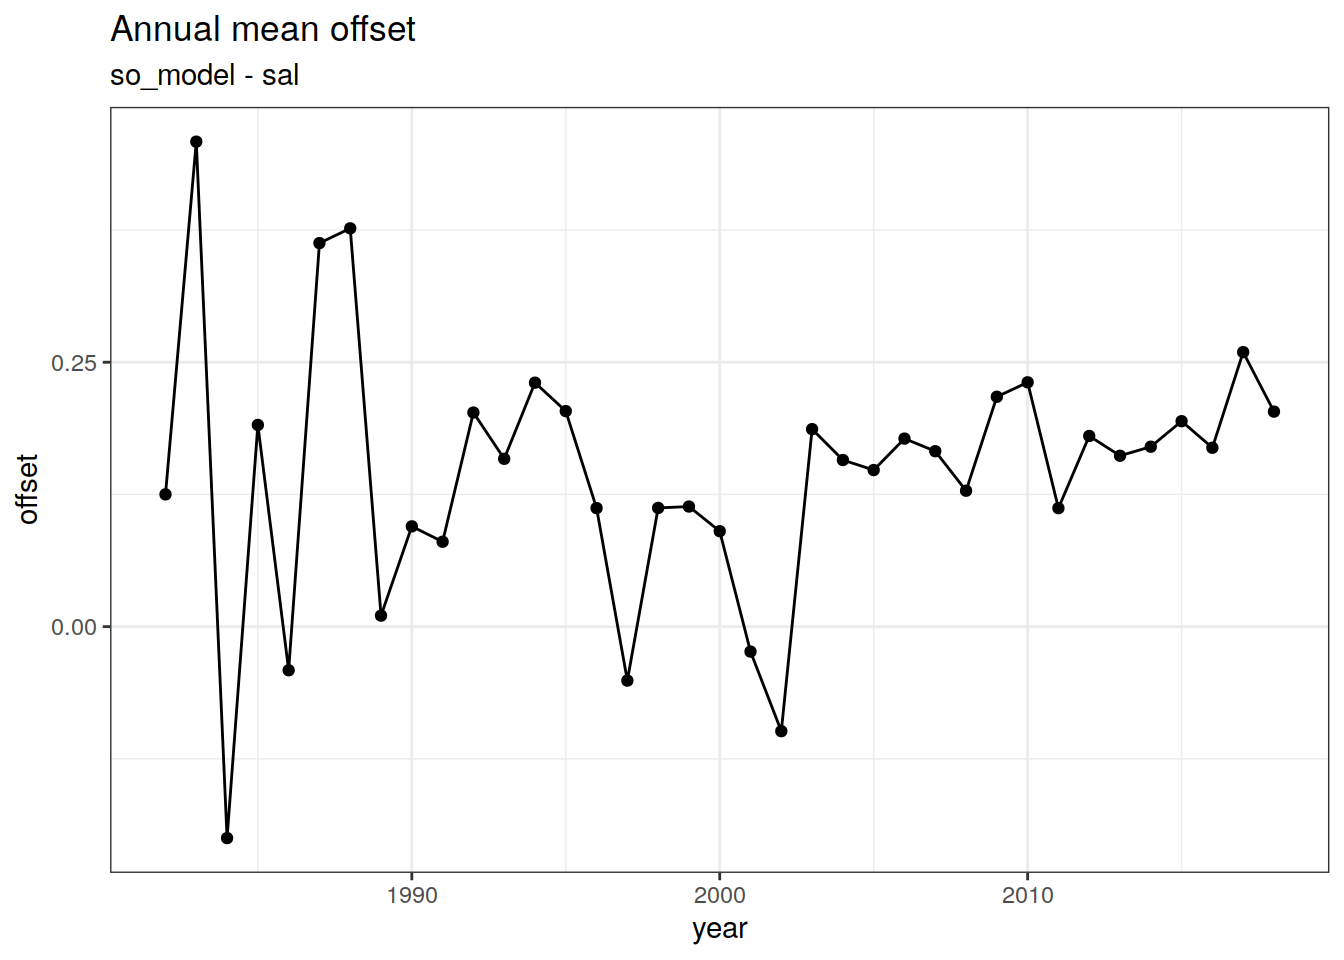 Annual mean offset
so_model - sal
offset
0.25
0.00
1990
2000
2010
year